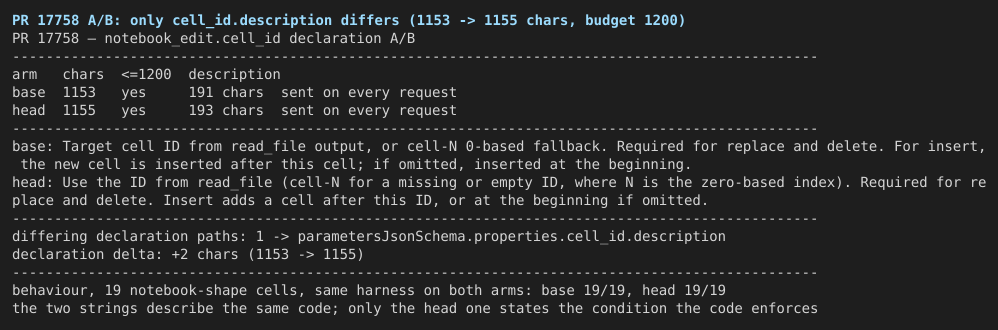 PR 17758 A/B: only cell_id.description differs (1153 -> 1155 chars, budget 1200)
PR 17758 — notebook_edit.cell_id declaration A/B
--------------------------------------------------------------------------------------------------
arm   chars  <=1200  description
base  1153   yes     191 chars  sent on every request
head  1155   yes     193 chars  sent on every request
--------------------------------------------------------------------------------------------------
base: Target cell ID from read_file output, or cell-N 0-based fallback. Required for replace and delete. For insert,
 the new cell is inserted after this cell; if omitted, inserted at the beginning.
head: Use the ID from read_file (cell-N for a missing or empty ID, where N is the zero-based index). Required for re
place and delete. Insert adds a cell after this ID, or at the beginning if omitted.
--------------------------------------------------------------------------------------------------
differing declaration paths: 1 -> parametersJsonSchema.properties.cell_id.description
declaration delta: +2 chars (1153 -> 1155)
--------------------------------------------------------------------------------------------------
behaviour, 19 notebook-shape cells, same harness on both arms: base 19/19, head 19/19
the two strings describe the same code; only the head one states the condition the code enforces